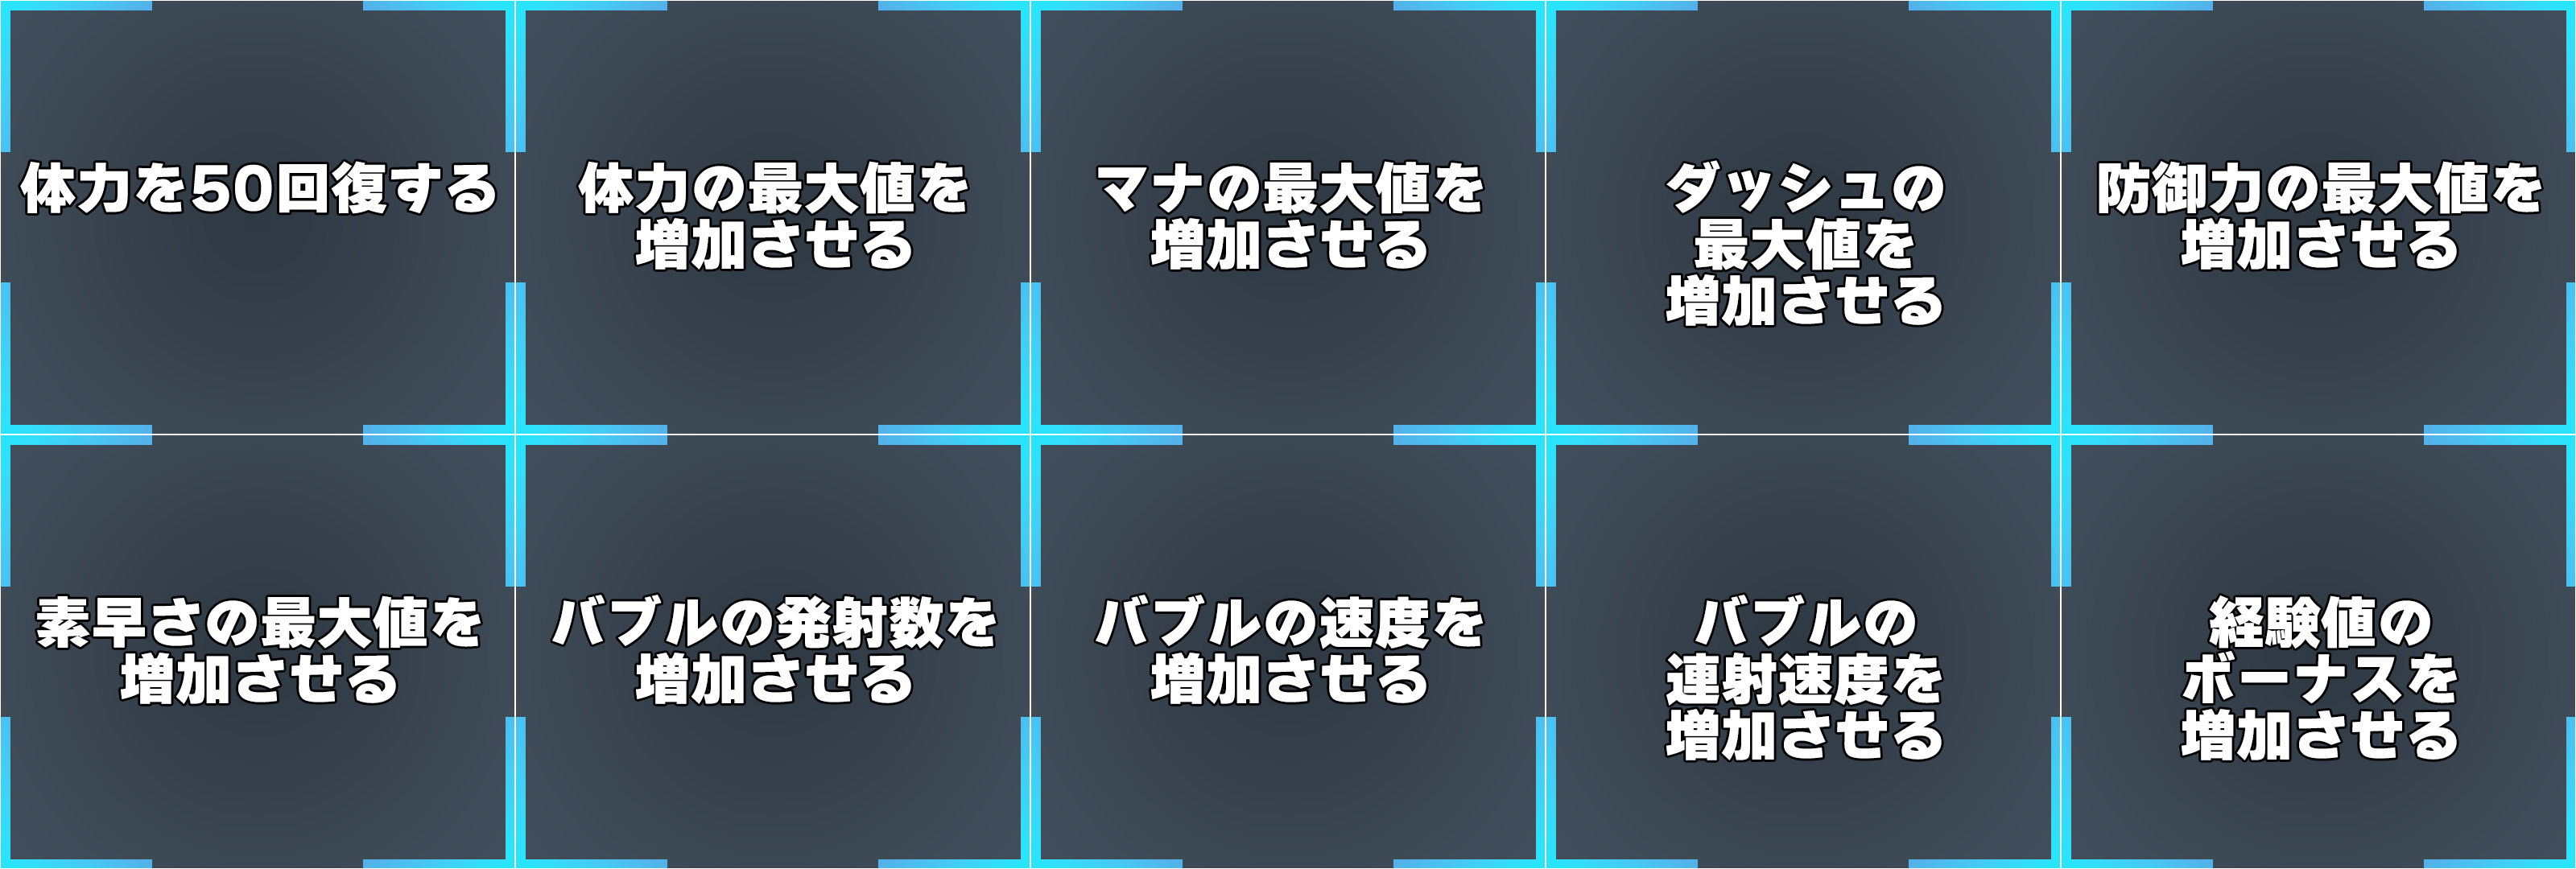 体力を50回復する
体力の最大値を
増加させる
マナの最大値を
増加させる
ダッシュの
最大値を
増加させる
防御力の最大値を
増加させる
素早さの最大値を
増加させる
バブルの発射数を
増加させる
バブルの速度を
増加させる
バブルの
連射速度を
増加させる
経験値の
ボーナスを
増加させる